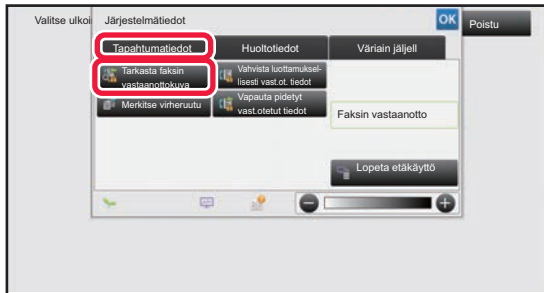 Valitse ulkoi
Järjestelmätiedot
OK
Poistu
Tapahtumatiedot
Huoltotiedot
Väriain jäljell
Tarkasta faksin
vastaanottokuva
Vahvista luottamuksel-
lisesti vast.ot. tiedot
Merkitse virheruutu
Vapauta pidetyt
vast.otetut tiedot
Faksin vastaanotto
Lopeta etäkäyttö